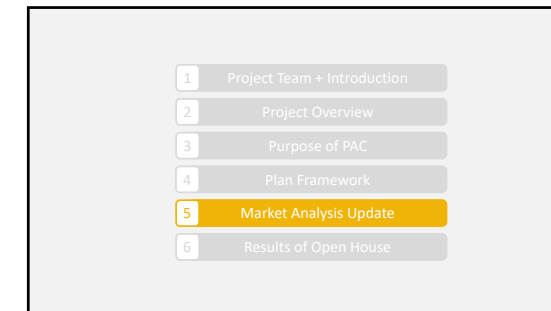 1 Project Team + Introduction
2 Project Overview
3 Purpose of PAC
4 Plan Framework
5 Market Analysis Update
6 Results of Open House